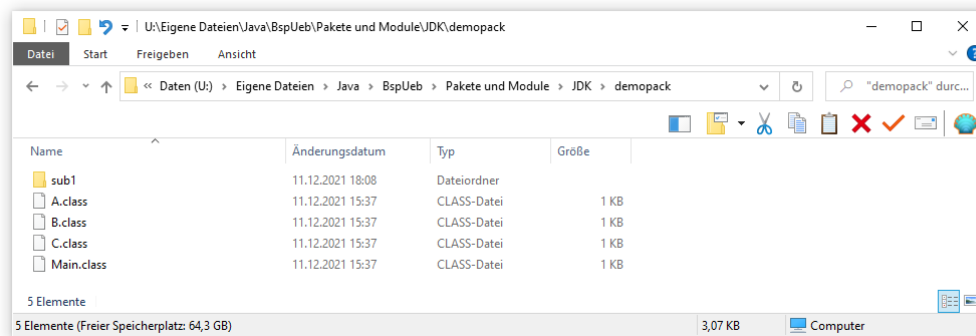 U:\Eigene Dateien\Java\BspUeb\Pakete und Module\JDK\demopack
Datei Start Freigeben Ansicht
« Daten (U:) › Eigene Dateien › Java › BspUeb › Pakete und Module › JDK › demopack "demopack" durc...
Name Änderungsdatum Typ Größe
sub1 11.12.2021 18:08 Dateiordner
A.class 11.12.2021 15:37 CLASS-Datei 1 KB
B.class 11.12.2021 15:37 CLASS-Datei 1 KB
C.class 11.12.2021 15:37 CLASS-Datei 1 KB
Main.class 11.12.2021 15:37 CLASS-Datei 1 KB
5 Elemente
5 Elemente (Freier Speicherplatz: 64,3 GB) 3,07 KB Computer